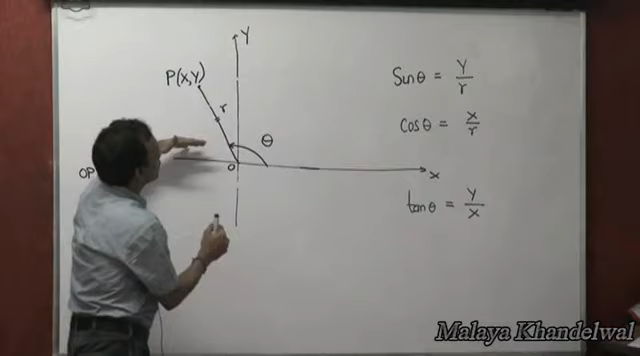 Y
P(X,Y)
r
θ
O
x
OP
Sinθ = Y/r
Cosθ = x/r
tanθ = Y/x
Malaya Khandelwal